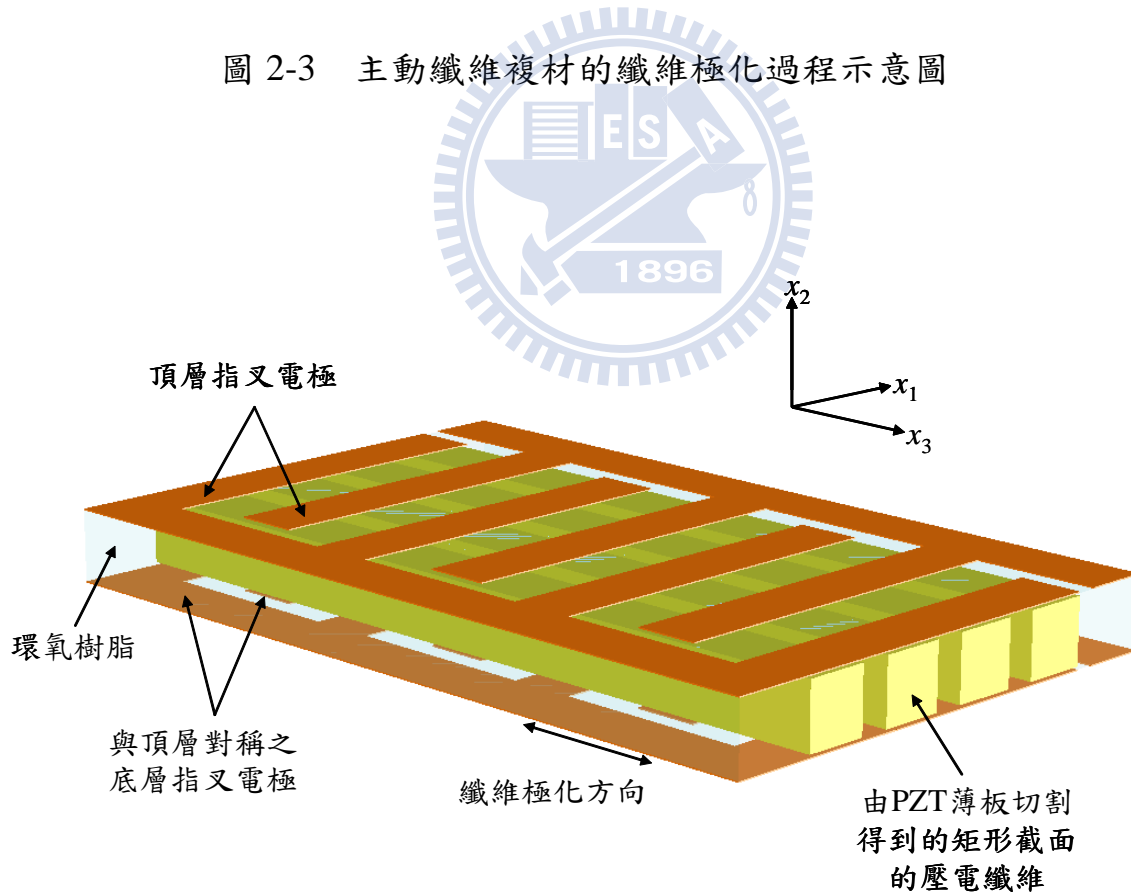 圖 2-3 主動纖維複材的纖維極化過程示意圖
E S A
1896
x2
x1
x3
頂層指叉電極
環氧樹脂
與頂層對稱之
底層指叉電極
纖維極化方向
由PZT薄板切割
得到的矩形截面
的壓電纖維